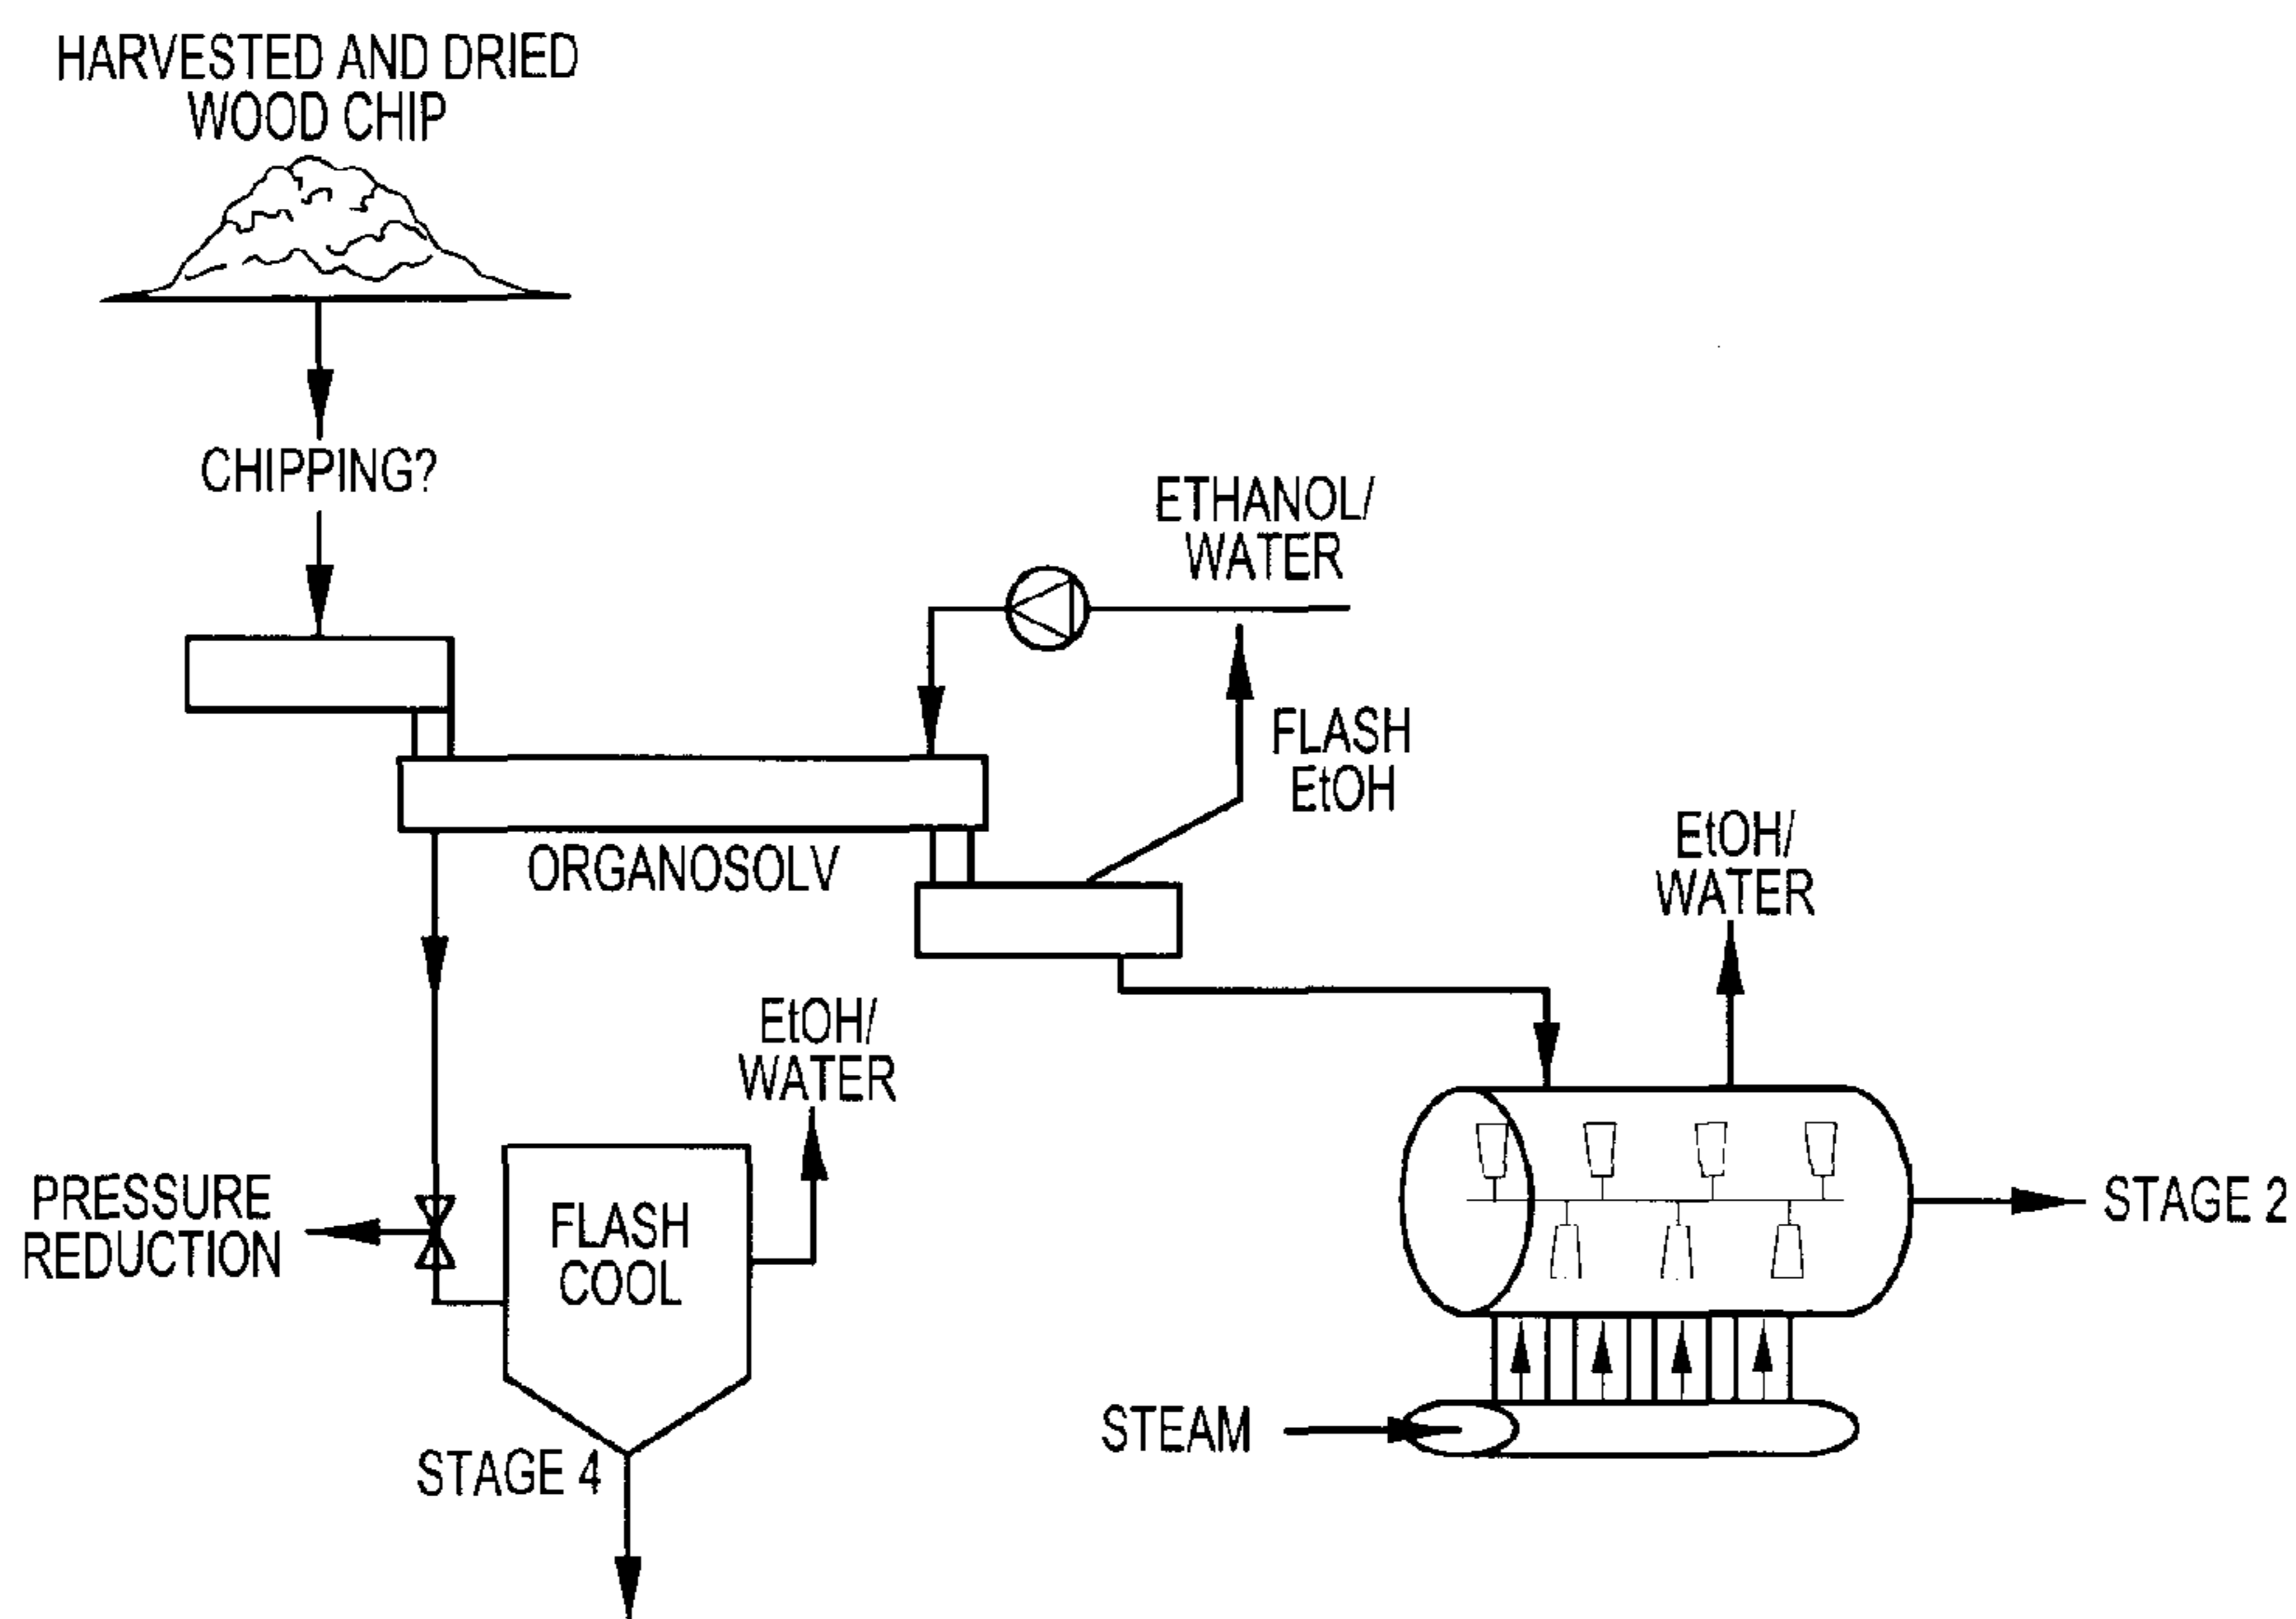 HARVESTED AND DRIED
WOOD CHIP
CHIPPING?
ETHANOL/
WATER
FLASH
EtOH
ORGANOSOLV
EtOH/
WATER
EtOH/
WATER
PRESSURE
REDUCTION
FLASH
COOL
STAGE 2
STEAM
STAGE 4